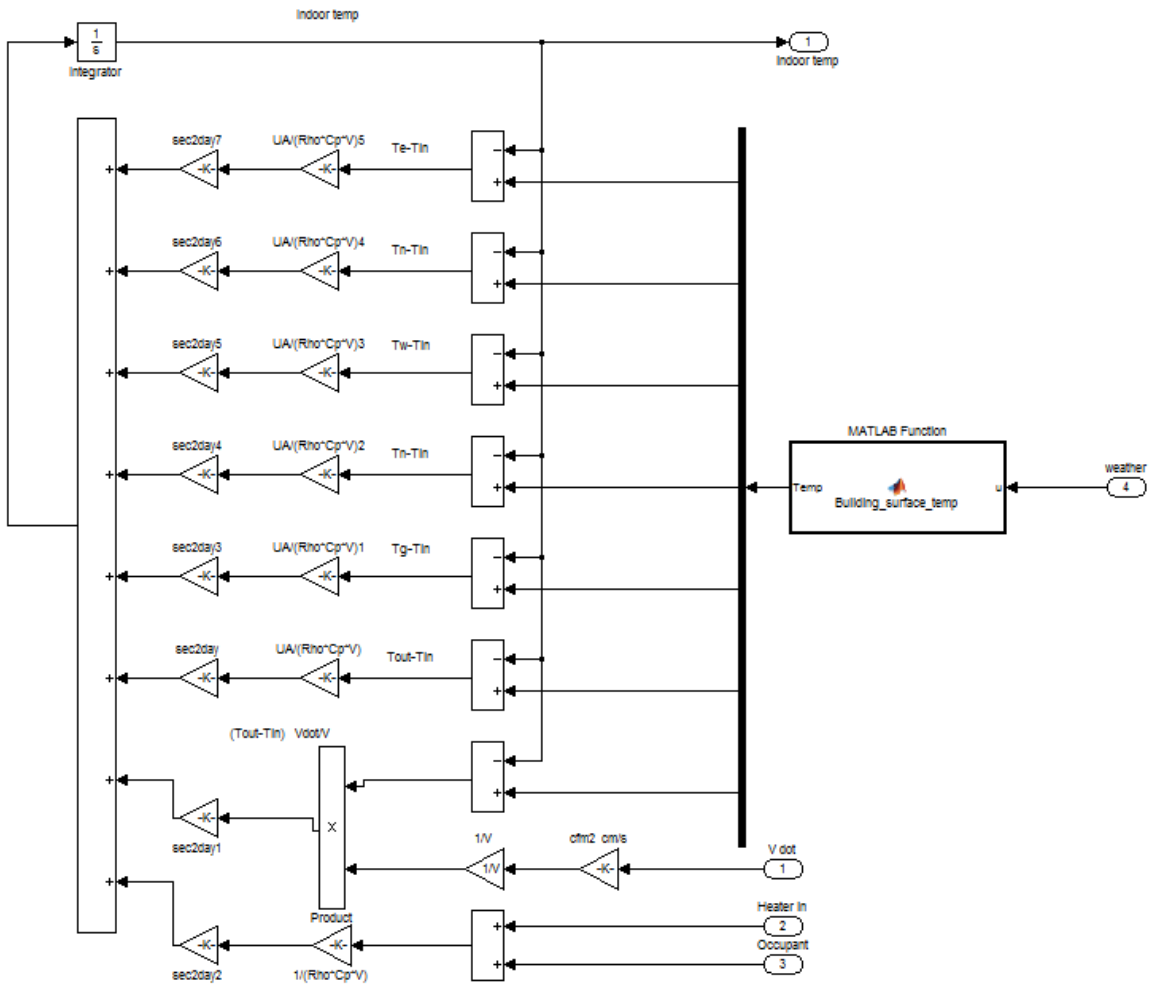 Indoor temp
1
s
Integrator
1
Indoor temp
sec2day7
UA/(Rho*Cp*V)5
Te-Tin
-K-
-K-
-
+
+
sec2day6
UA/(Rho*Cp*V)4
Tn-Tin
-K-
-K-
-
+
+
sec2day5
UA/(Rho*Cp*V)3
Tw-Tin
-K-
-K-
-
+
+
MATLAB Function
sec2day4
UA/(Rho*Cp*V)2
Tn-Tin
-K-
-K-
-
+
+
Temp
Building_surface_temp
u
weather
4
sec2day3
UA/(Rho*Cp*V)1
Tg-Tin
-K-
-K-
-
+
+
sec2day
UA/(Rho*Cp*V)
Tout-Tin
-K-
-K-
-
+
+
(Tout-Tin) Vdot/V
-
+
+
-K-
sec2day1
X
Product
1/V
1/V
cfm2 cm/s
-K-
V dot
1
+
-K-
sec2day2
-K-
1/(Rho*Cp*V)
+
+
Heater In
2
Occupant
3